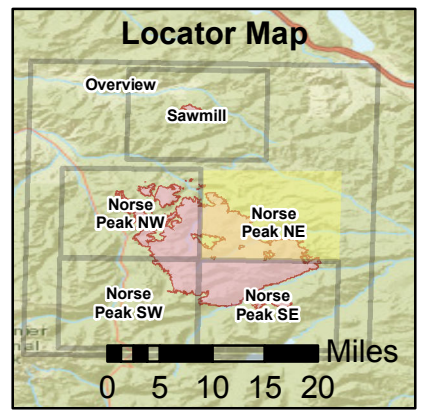 Locator Map
Overview
Sawmill
Norse
Peak NW
Norse
Peak NE
Norse
Peak SW
Norse
Peak SE
Miles
0 5 10 15 20